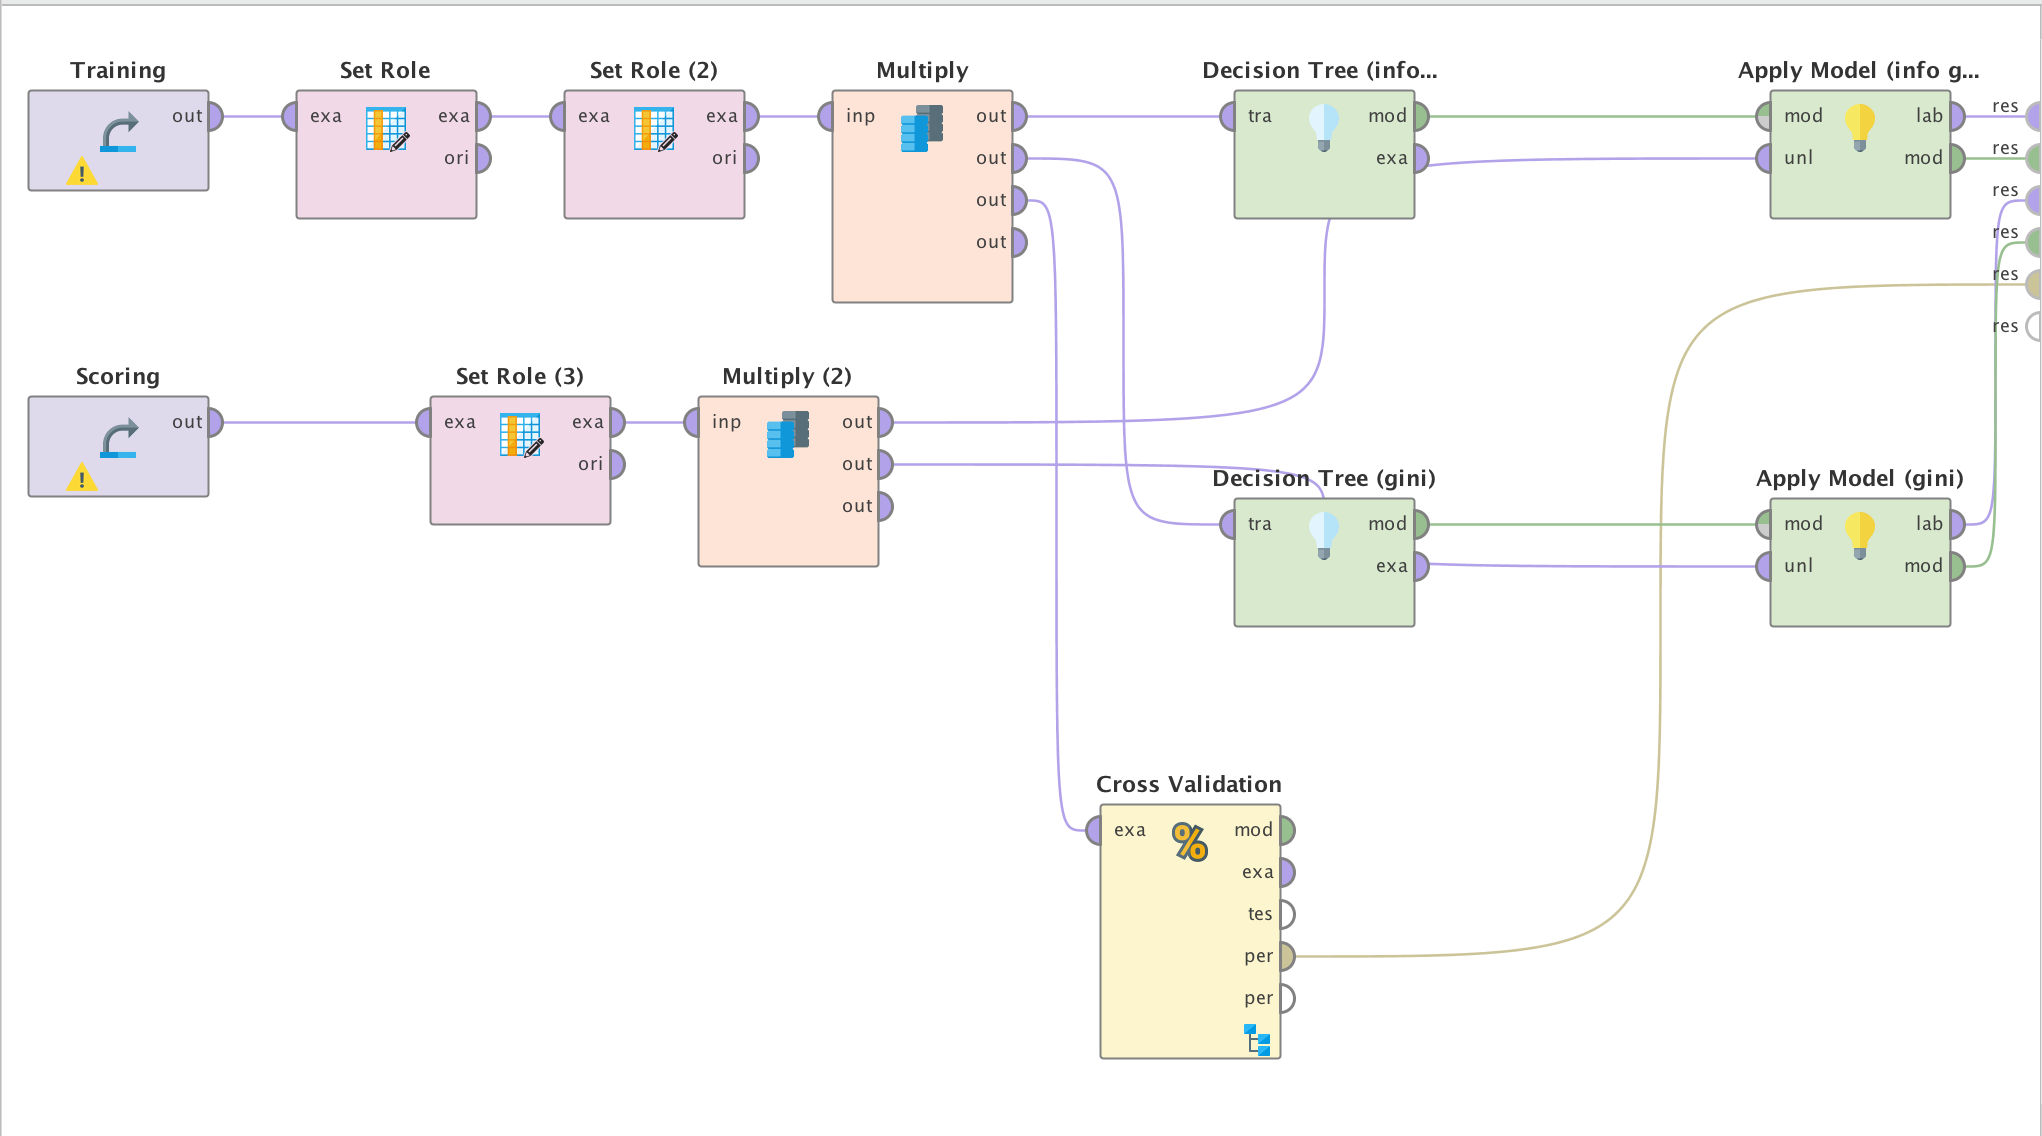 Training
out
Set Role
exa exa
ori
Set Role (2)
exa exa
ori
Multiply
inp out
out
out
out
Decision Tree (info...
tra mod
exa
Apply Model (info g...
mod lab
unl mod
res
res
res
res
res
res
Scoring
out
Set Role (3)
exa exa
ori
Multiply (2)
inp out
out
out
Decision Tree (gini)
tra mod
exa
Apply Model (gini)
mod lab
unl mod
Cross Validation
exa % mod
exa
tes
per
per